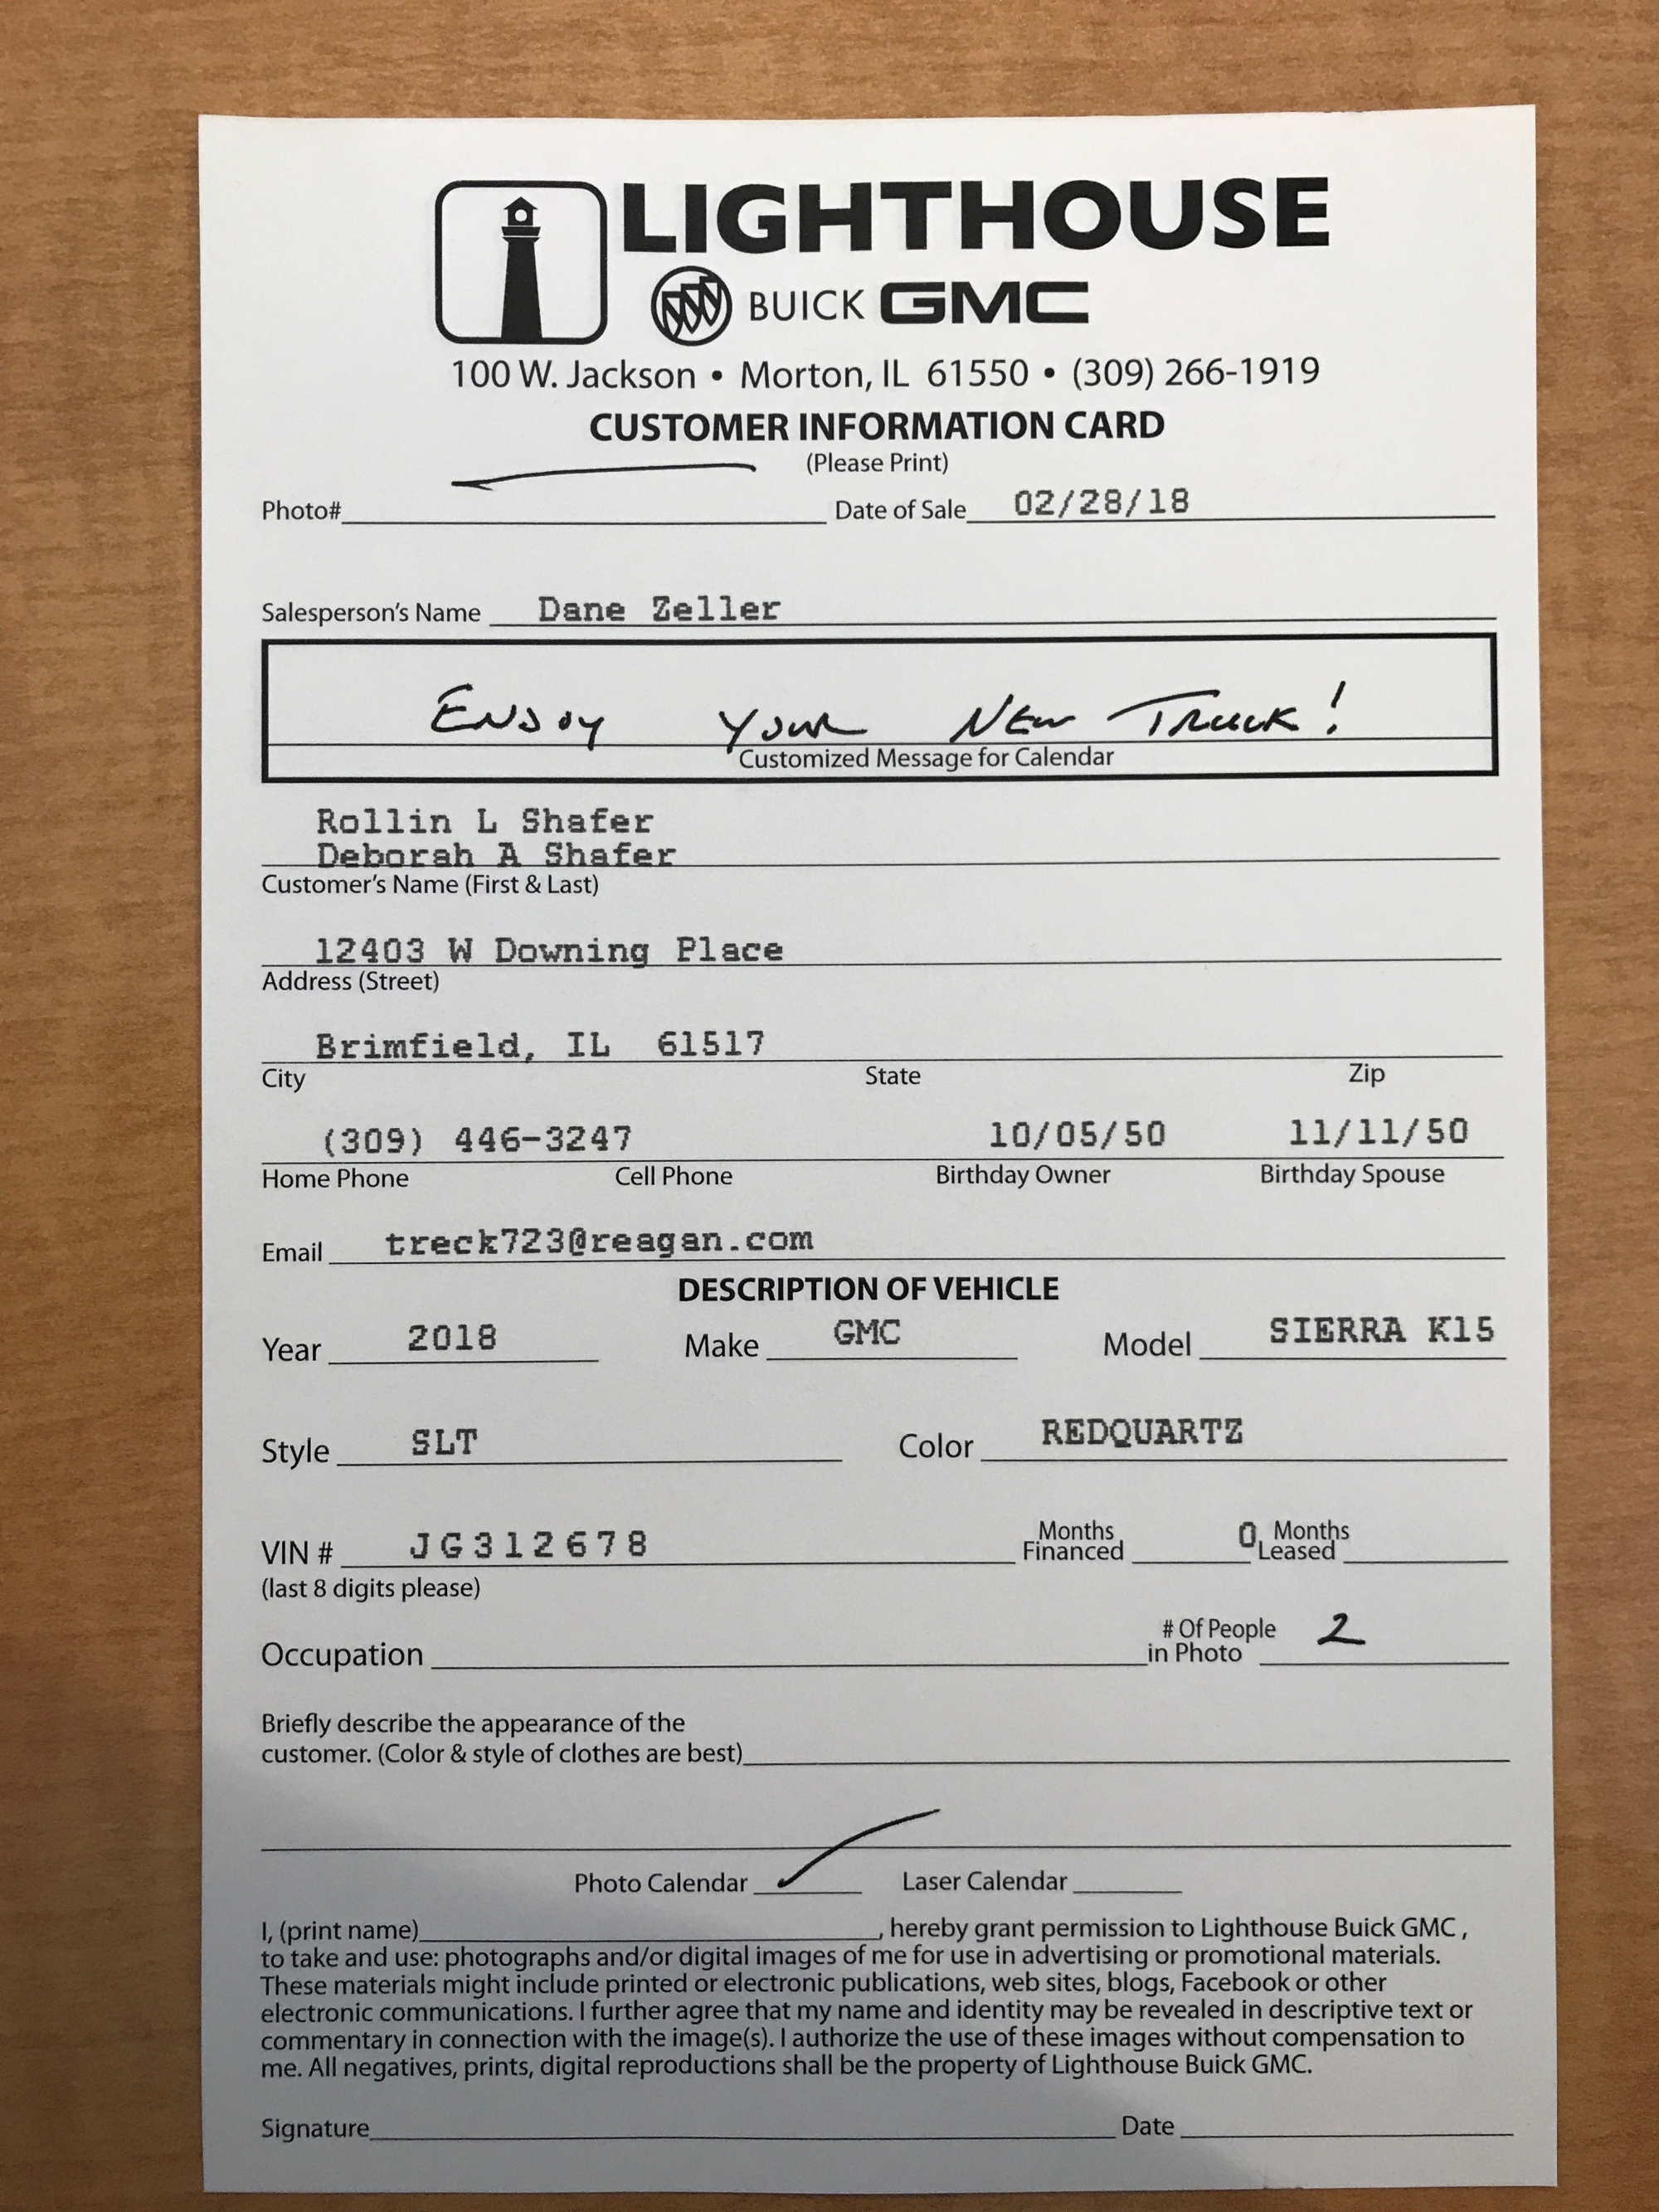 LIGHTHOUSE
BUICK GMC
100 W. Jackson • Morton, IL 61550 • (309) 266-1919
CUSTOMER INFORMATION CARD
(Please Print)
Photo# Date of Sale 02/28/18
Salesperson's Name Dane Zeller
ENJOY YOUR NEW TRUCK!
Customized Message for Calendar
Rollin L Shafer
Deborah A Shafer
Customer's Name (First & Last)
12403 W Downing Place
Address (Street)
Brimfield, IL 61517
City State Zip
(309) 446-3247 10/05/50 11/11/50
Home Phone Cell Phone Birthday Owner Birthday Spouse
Email treck723@reagan.com
DESCRIPTION OF VEHICLE
Year 2018 Make GMC Model SIERRA K15
Style SLT Color REDQUARTZ
VIN # JG312678 Months Financed 0 Months Leased
(last 8 digits please)
Occupation # Of People in Photo 2
Briefly describe the appearance of the
customer. (Color & style of clothes are best)
Photo Calendar Laser Calendar
I, (print name) , hereby grant permission to Lighthouse Buick GMC ,
to take and use: photographs and/or digital images of me for use in advertising or promotional materials.
These materials might include printed or electronic publications, web sites, blogs, Facebook or other
electronic communications. I further agree that my name and identity may be revealed in descriptive text or
commentary in connection with the image(s). I authorize the use of these images without compensation to
me. All negatives, prints, digital reproductions shall be the property of Lighthouse Buick GMC.
Signature Date